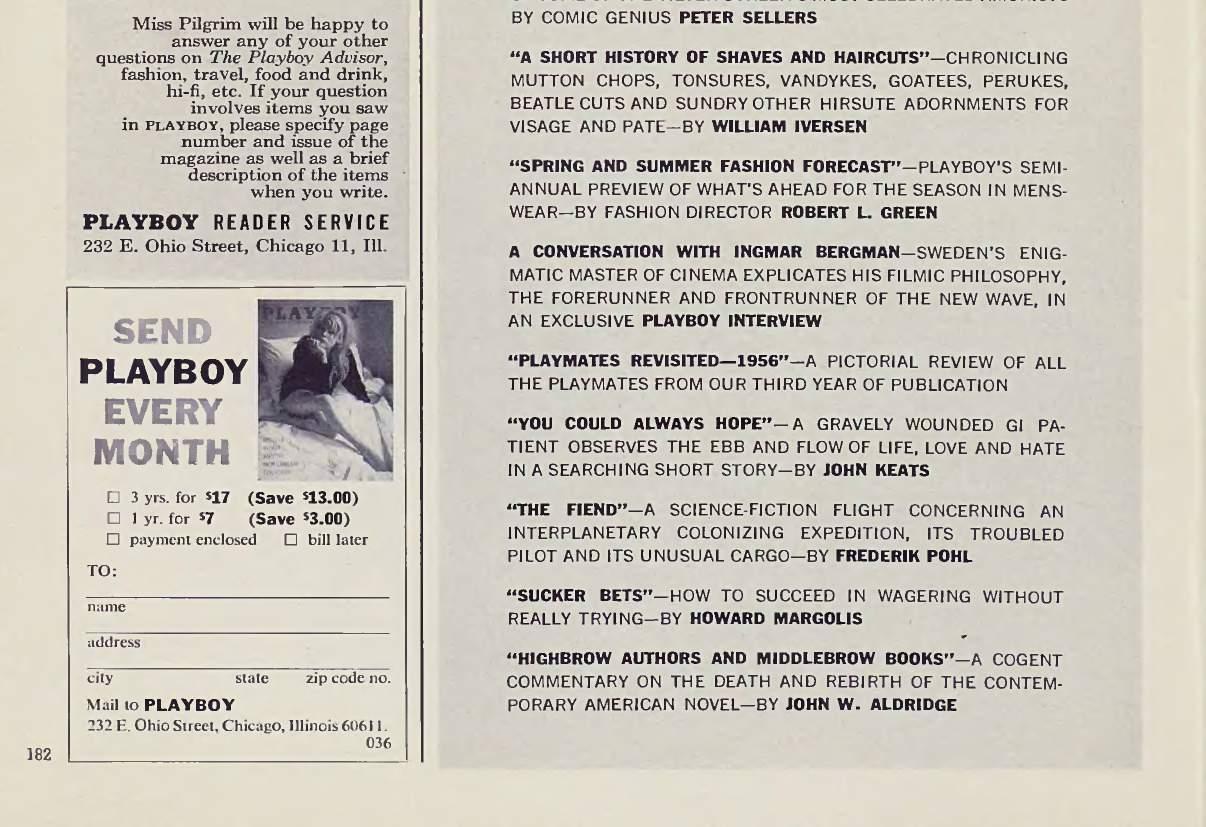 Miss Pilgrim will be happy to
answer any of your other
questions on The Playboy Advisor,
fashion, travel, food and drink,
hi-fi, etc. If your question
involves items you saw
in PLAYBOY, please specify page
number and issue of the
magazine as well as a brief
description of the items
when you write.
PLAYBOY READER SERVICE
232 E. Ohio Street, Chicago 11, Ill.
SEND
PLAYBOY
EVERY
MONTH
PLAYBOY
☐ 3 yrs. for $17 (Save $13.00)
☐ 1 yr. for $7 (Save $3.00)
☐ payment enclosed ☐ bill later
TO:
name
address
city state zip code no.
Mail to PLAYBOY
232 E. Ohio Street, Chicago, Illinois 60611.
036
182
BY COMIC GENIUS PETER SELLERS
“A SHORT HISTORY OF SHAVES AND HAIRCUTS”—CHRONICLING
MUTTON CHOPS, TONSURES, VANDYKES, GOATEES, PERUKES,
BEATLE CUTS AND SUNDRY OTHER HIRSUTE ADORNMENTS FOR
VISAGE AND PATE—BY WILLIAM IVERSEN
“SPRING AND SUMMER FASHION FORECAST”—PLAYBOY'S SEMI-
ANNUAL PREVIEW OF WHAT'S AHEAD FOR THE SEASON IN MENS-
WEAR—BY FASHION DIRECTOR ROBERT L. GREEN
A CONVERSATION WITH INGMAR BERGMAN—SWEDEN'S ENIG-
MATIC MASTER OF CINEMA EXPLICATES HIS FILMIC PHILOSOPHY,
THE FORERUNNER AND FRONTRUNNER OF THE NEW WAVE, IN
AN EXCLUSIVE PLAYBOY INTERVIEW
“PLAYMATES REVISITED—1956”—A PICTORIAL REVIEW OF ALL
THE PLAYMATES FROM OUR THIRD YEAR OF PUBLICATION
“YOU COULD ALWAYS HOPE”—A GRAVELY WOUNDED GI PA-
TIENT OBSERVES THE EBB AND FLOW OF LIFE, LOVE AND HATE
IN A SEARCHING SHORT STORY—BY JOHN KEATS
“THE FIEND”—A SCIENCE-FICTION FLIGHT CONCERNING AN
INTERPLANETARY COLONIZING EXPEDITION, ITS TROUBLED
PILOT AND ITS UNUSUAL CARGO—BY FREDERIK POHL
“SUCKER BETS”—HOW TO SUCCEED IN WAGERING WITHOUT
REALLY TRYING—BY HOWARD MARGOLIS
“HIGHBROW AUTHORS AND MIDDLEBROW BOOKS”—A COGENT
COMMENTARY ON THE DEATH AND REBIRTH OF THE CONTEM-
PORARY AMERICAN NOVEL—BY JOHN W. ALDRIDGE